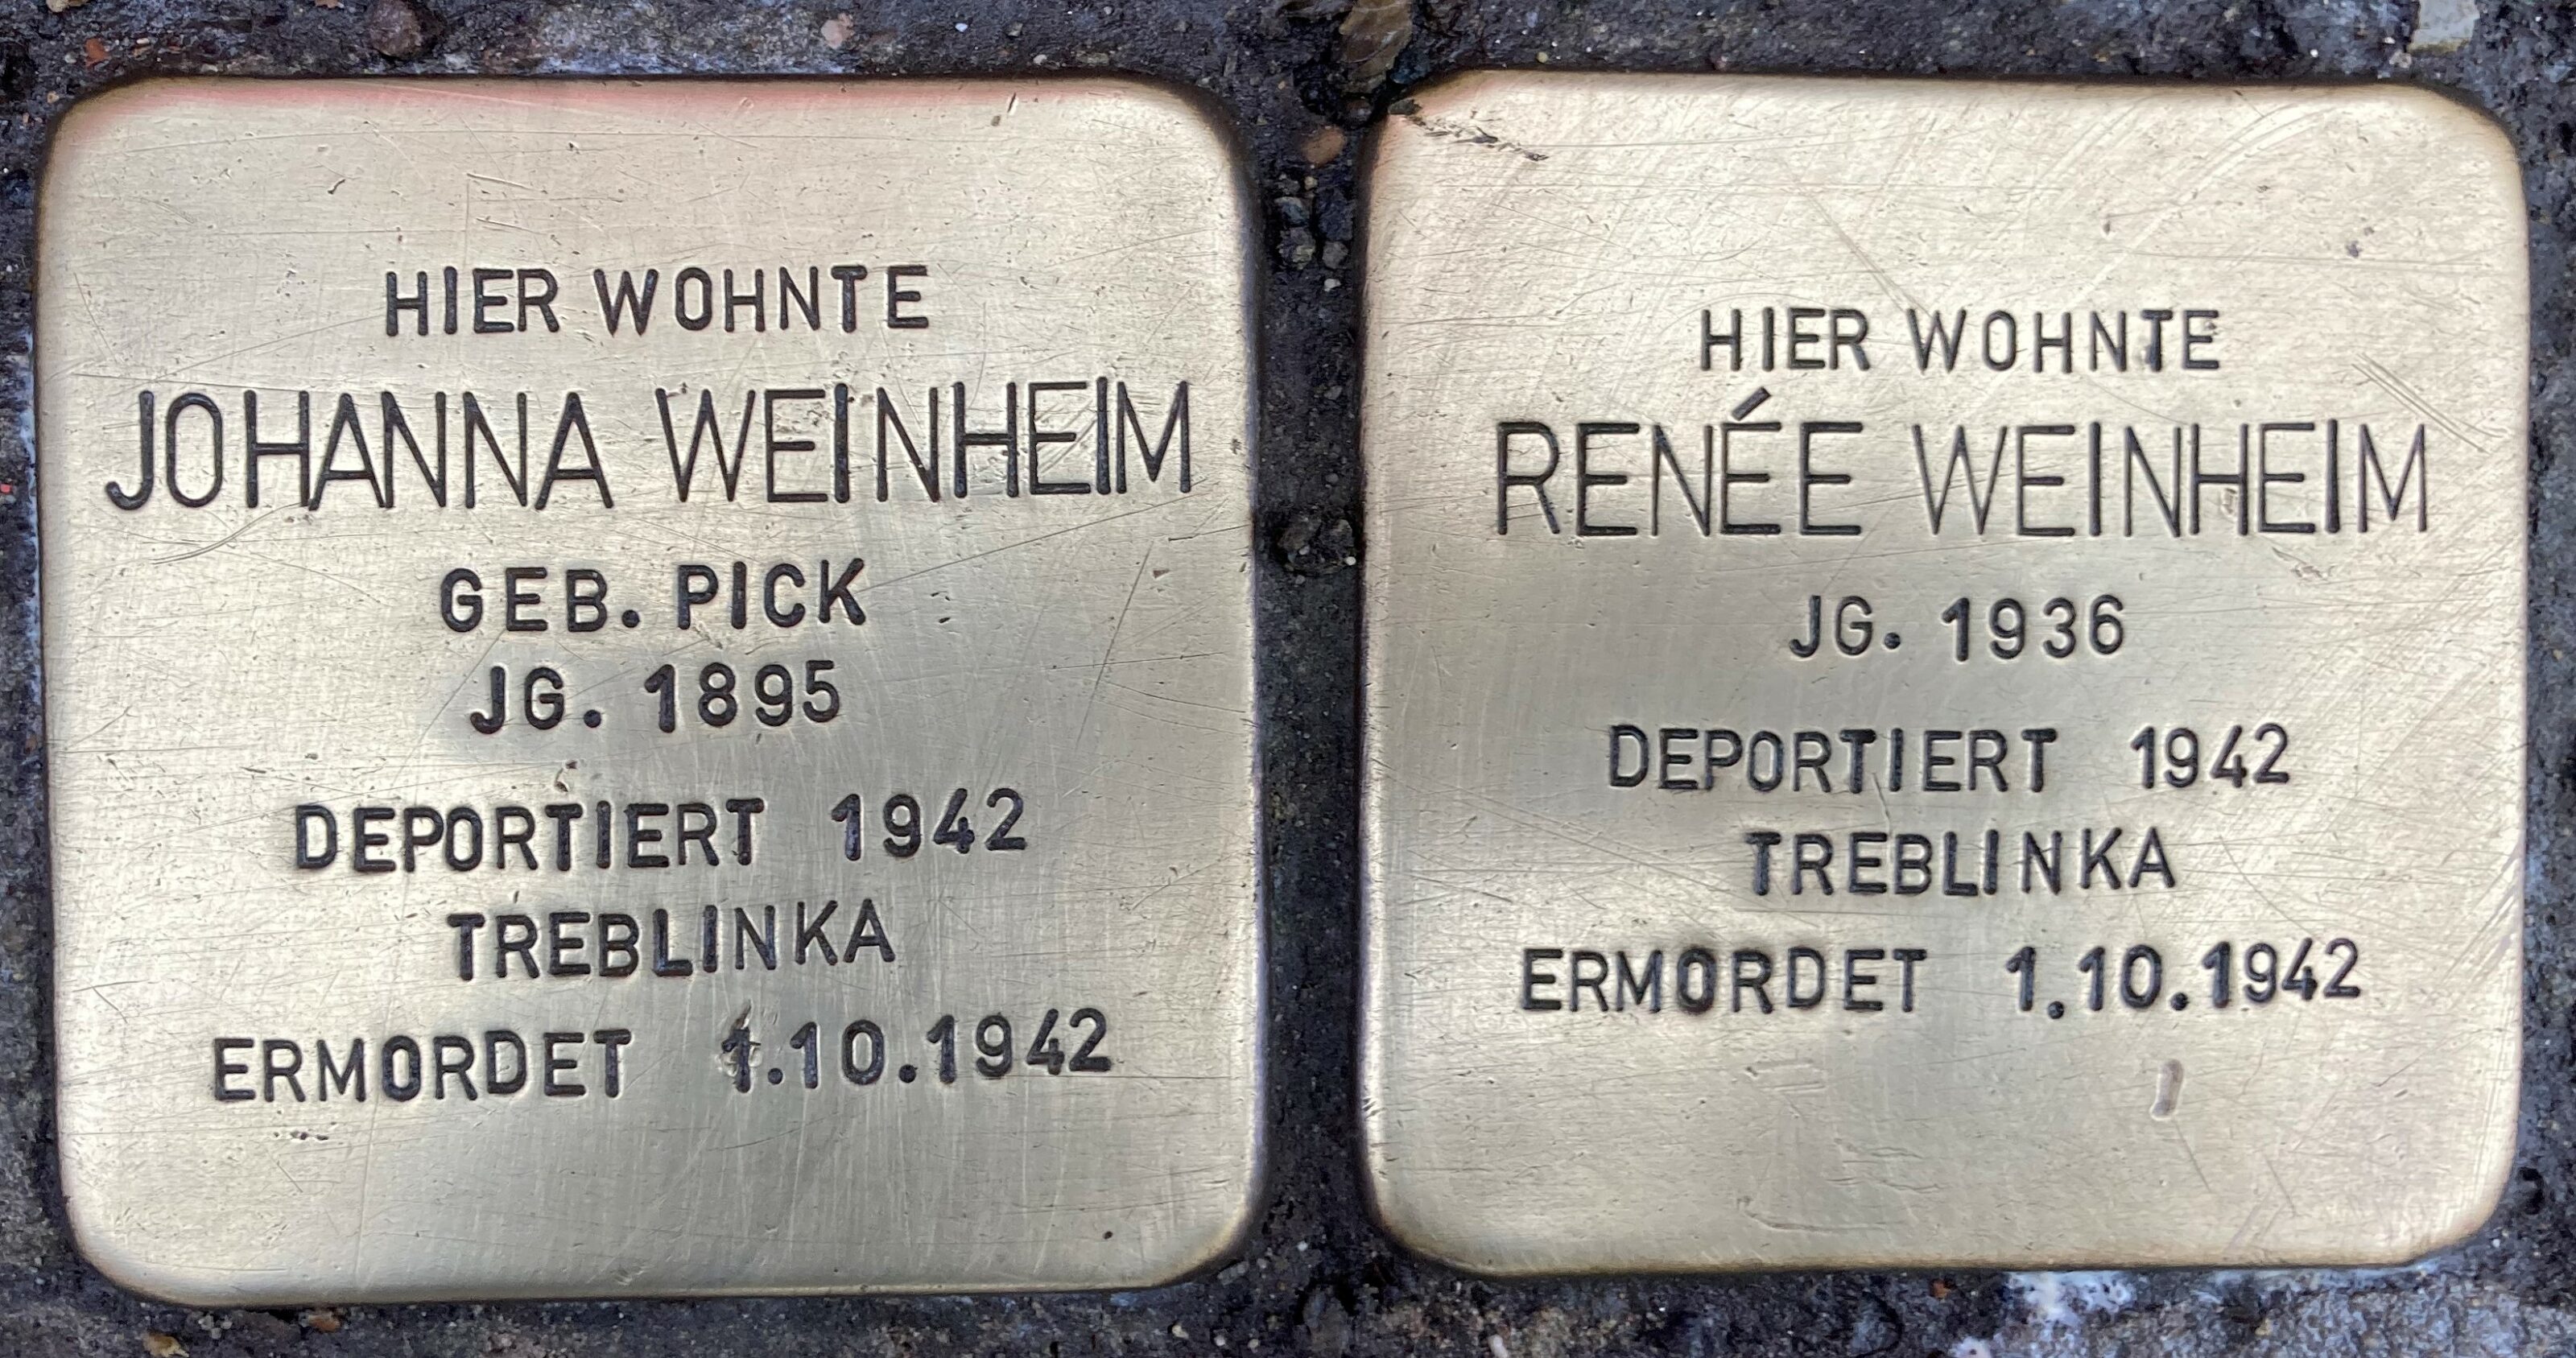 HIER WOHNTE
JOHANNA WEINHEIM
GEB. PICK
JG. 1895
DEPORTIERT 1942
TREBLINKA
ERMORDET 1.10.1942
HIER WOHNTE
RENÉE WEINHEIM
JG. 1936
DEPORTIERT 1942
TREBLINKA
ERMORDET 1.10.1942